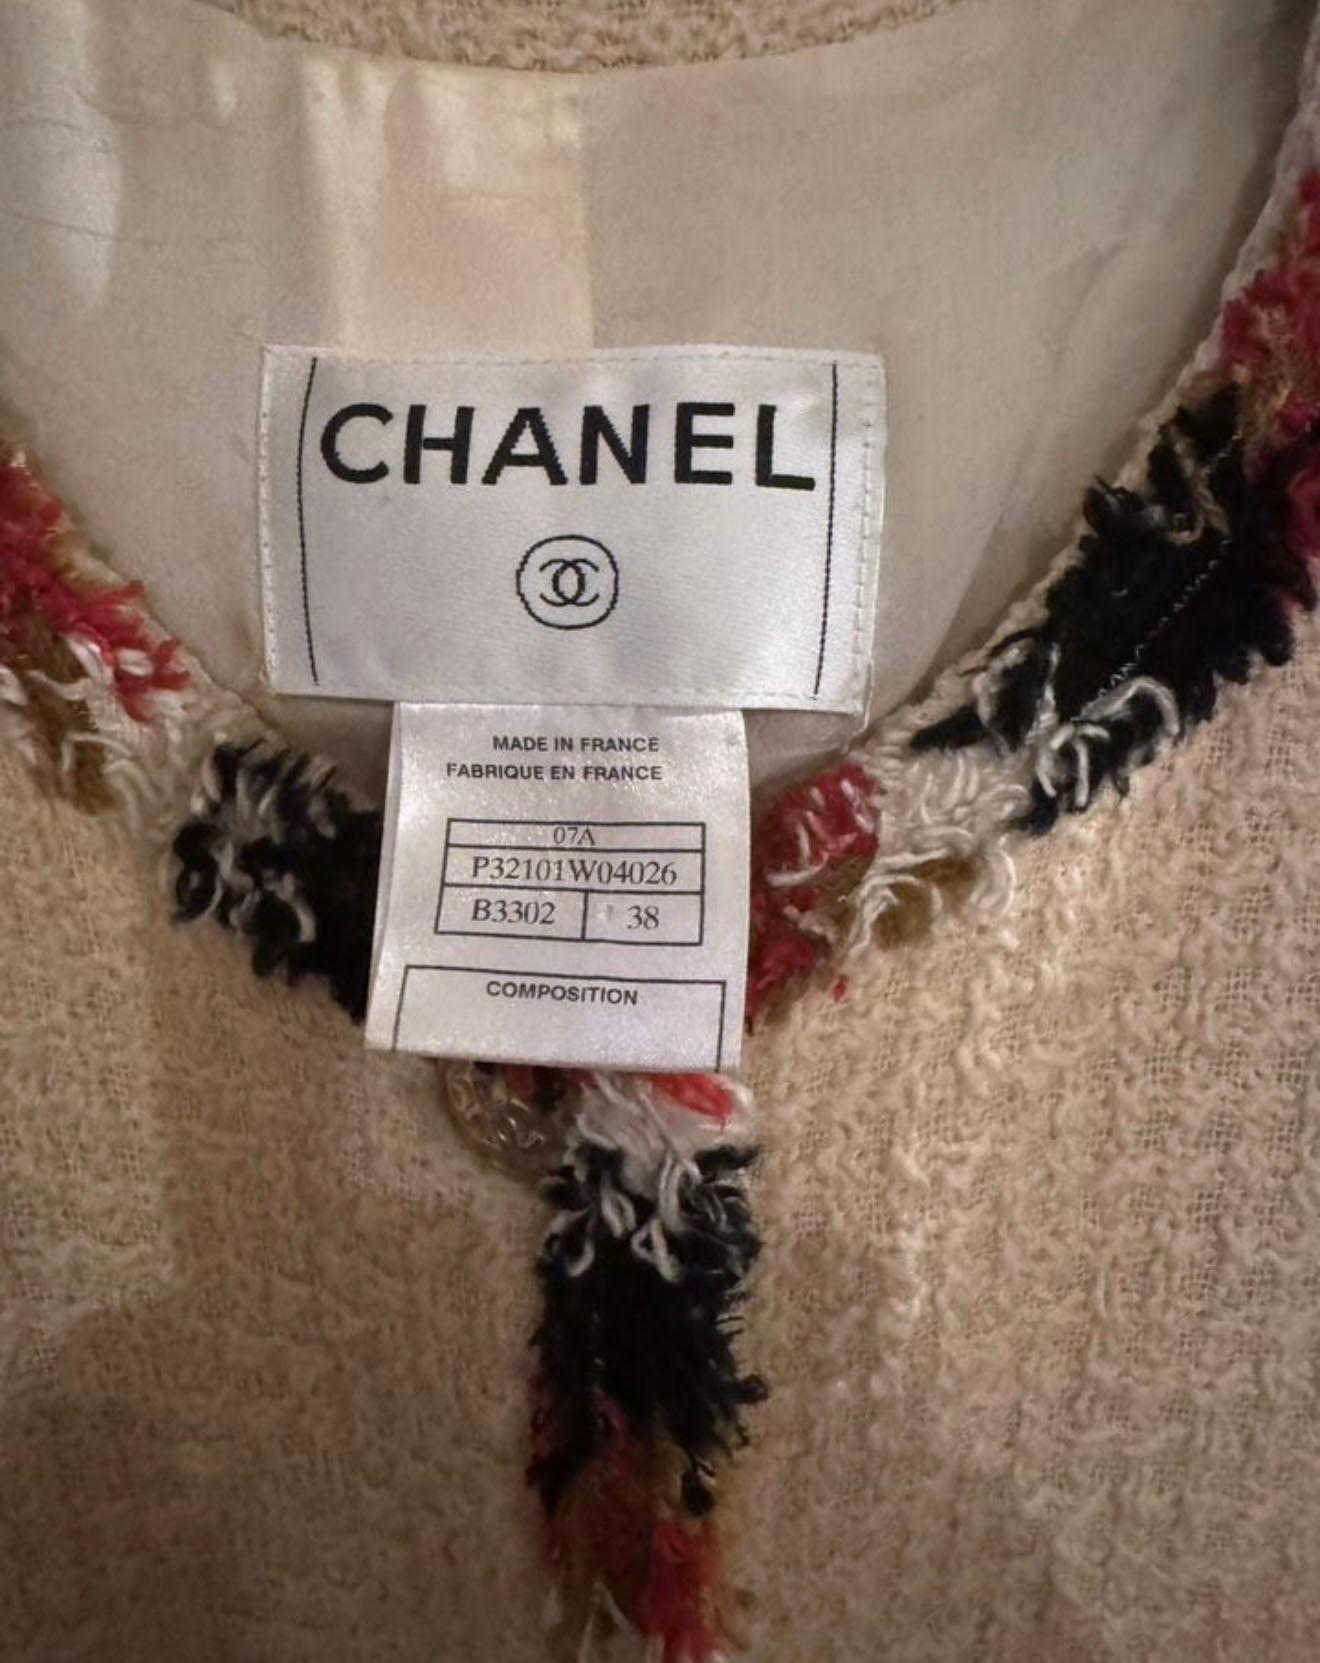 CHANEL
MADE IN FRANCE
FABRIQUE EN FRANCE
07A
P32101W04026
B3302 38
COMPOSITION